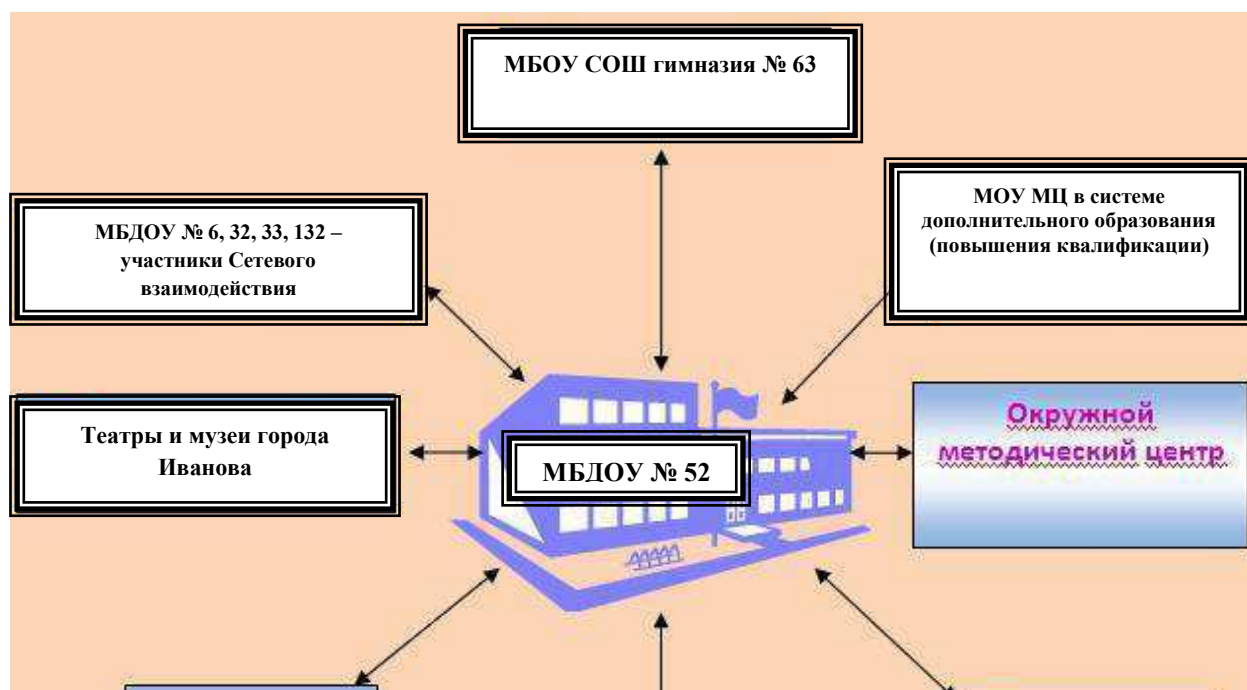 МБОУ СОШ гимназия № 63
МОУ МЦ в системе
дополнительного образования
(повышения квалификации)
МБДОУ № 6, 32, 33, 132 –
участники Сетевого
взаимодействия
Театры и музеи города
Иванова
МБДОУ № 52
Окружной
методический центр